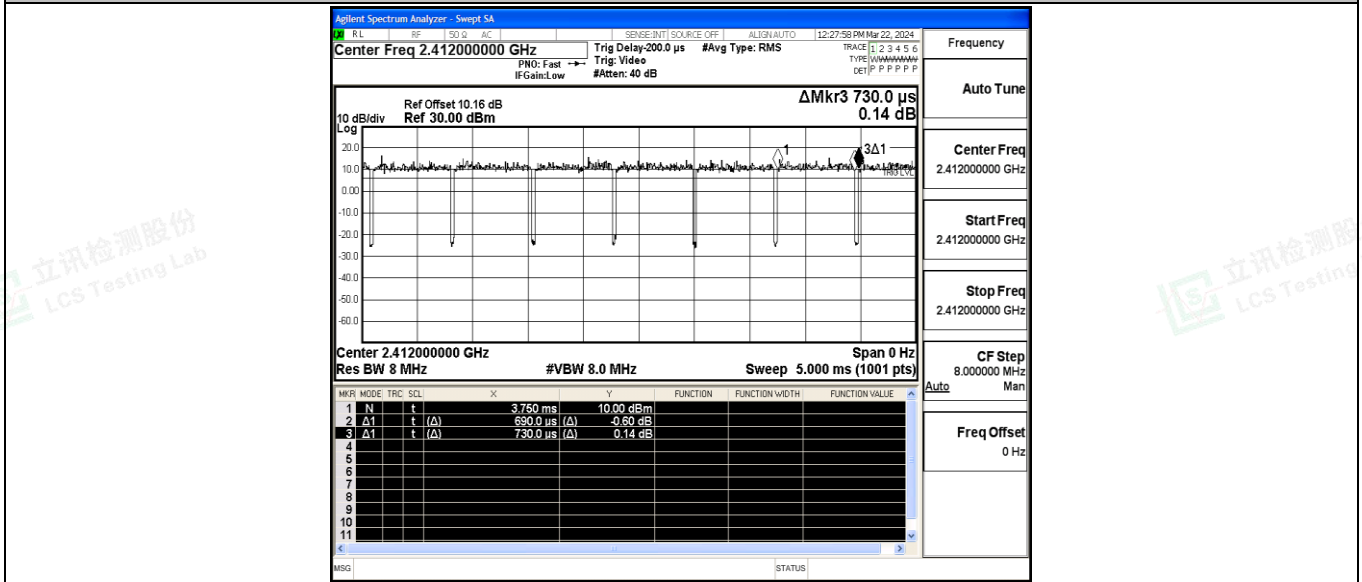 Agilent Spectrum Analyzer - Swept SA
RL RF 50 Ω AC SENSE:INT SOURCE OFF ALIGN AUTO 12:27:58 PM Mar 22, 2024
Center Freq 2.412000000 GHz
PNO: Fast
IFGain:Low
Trig Delay-200.0 µs
Trig: Video
#Atten: 40 dB
#Avg Type: RMS
TRACE 1 2 3 4 5 6
TYPE WWWWWW
DET P P P P P P
ΔMkr3 730.0 µs
0.14 dB
Ref Offset 10.16 dB
10 dB/div Ref 30.00 dBm
Log
20.0
10.0
0.00
-10.0
-20.0
-30.0
-40.0
-50.0
-60.0
1
3Δ1
TRIG LVL
Center 2.412000000 GHz Span 0 Hz
Res BW 8 MHz #VBW 8.0 MHz Sweep 5.000 ms (1001 pts)
MKR MODE TRC SCL X Y FUNCTION FUNCTION WIDTH FUNCTION VALUE
1 N t 3.750 ms 10.00 dBm
2 Δ1 t (Δ) 690.0 µs (Δ) -0.60 dB
3 Δ1 t (Δ) 730.0 µs (Δ) 0.14 dB
4
5
6
7
8
9
10
11
MSG STATUS
Frequency
Auto Tune
Center Freq
2.412000000 GHz
Start Freq
2.412000000 GHz
Stop Freq
2.412000000 GHz
CF Step
8.000000 MHz
Auto Man
Freq Offset
0 Hz
立讯检测股份
LCS Testing Lab
立讯检测股
LCS Testing